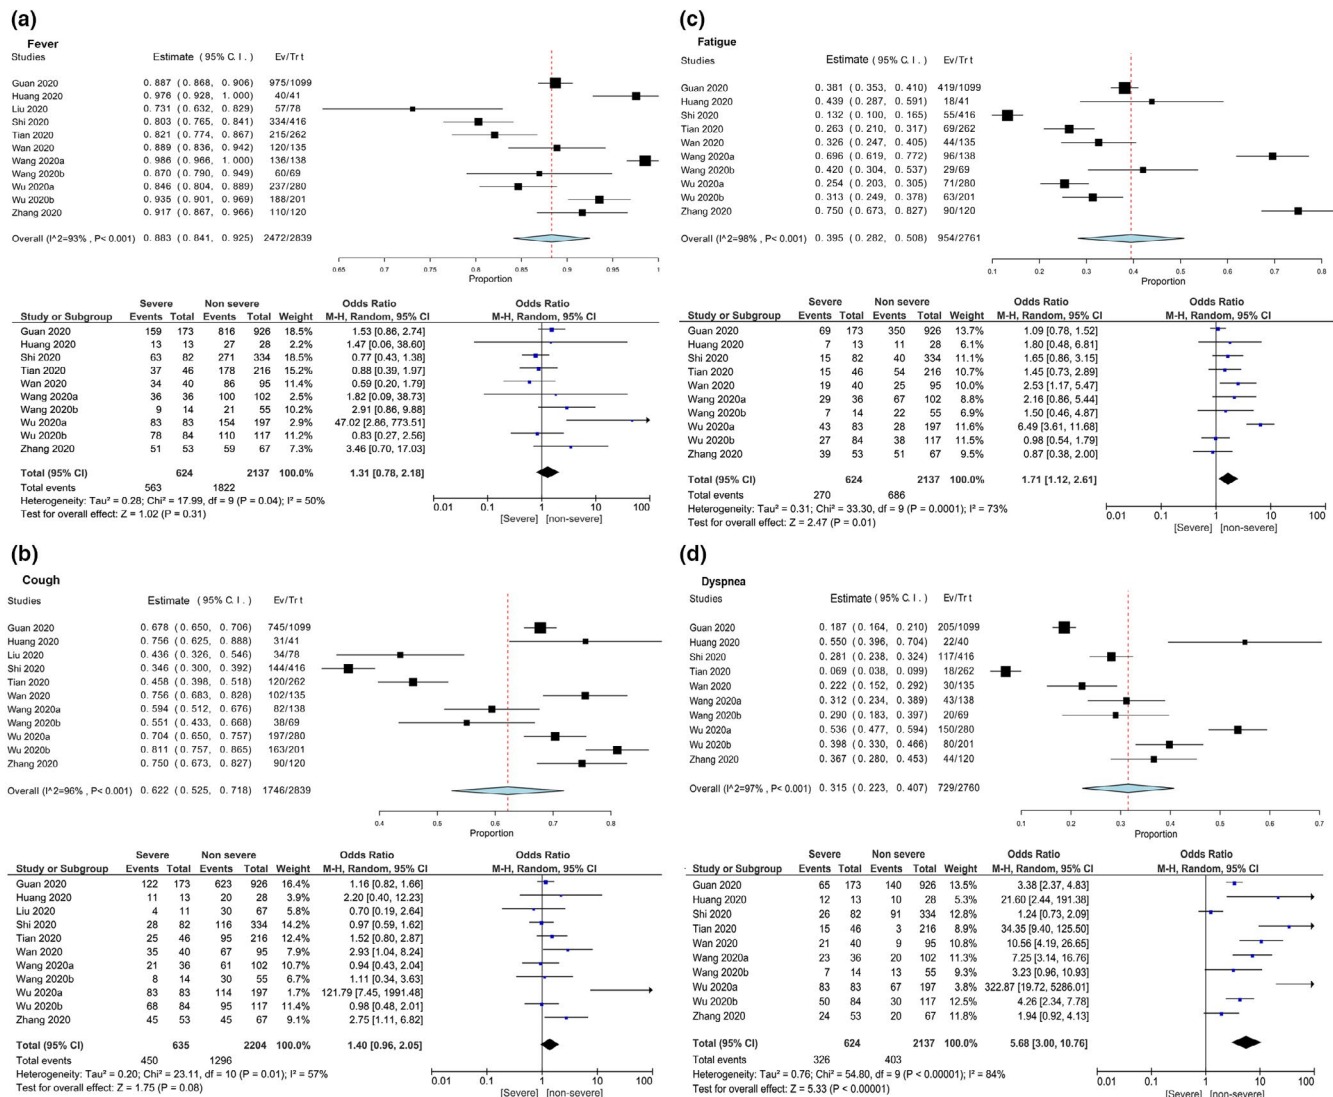 (a)
Fever
Studies Estimate (95% C.I.) Ev/Trt
Guan 2020 0.887 (0.868, 0.906) 975/1099
Huang 2020 0.976 (0.928, 1.000) 40/41
Liu 2020 0.731 (0.632, 0.829) 57/78
Shi 2020 0.803 (0.765, 0.841) 334/416
Tian 2020 0.821 (0.774, 0.867) 215/262
Wan 2020 0.889 (0.836, 0.942) 120/135
Wang 2020a 0.986 (0.966, 1.000) 136/138
Wang 2020b 0.870 (0.790, 0.949) 60/69
Wu 2020a 0.846 (0.804, 0.889) 237/280
Wu 2020b 0.935 (0.901, 0.969) 188/201
Zhang 2020 0.917 (0.867, 0.966) 110/120
Overall (I^2=93%, P<0.001) 0.883 (0.841, 0.925) 2472/2839
0.65 0.7 0.75 0.8 0.85 0.9 0.95 1
Proportion
Severe Non severe Odds Ratio Odds Ratio
Study or Subgroup Events Total Events Total Weight M-H, Random, 95% CI M-H, Random, 95% CI
Guan 2020 159 173 816 926 18.5% 1.53 [0.86, 2.74]
Huang 2020 13 13 27 28 2.2% 1.47 [0.06, 38.60]
Shi 2020 63 82 271 334 18.5% 0.77 [0.43, 1.38]
Tian 2020 37 46 178 216 15.2% 0.88 [0.39, 1.97]
Wan 2020 34 40 86 95 11.4% 0.59 [0.20, 1.79]
Wang 2020a 36 36 100 102 2.5% 1.82 [0.09, 38.73]
Wang 2020b 9 14 21 55 10.2% 2.91 [0.86, 9.88]
Wu 2020a 83 83 154 197 2.8% 47.02 [2.86, 773.51]
Wu 2020b 78 84 110 117 11.3% 0.83 [0.27, 2.56]
Zhang 2020 51 53 59 67 7.3% 3.46 [0.70, 17.03]
Total (95% CI) 624 2137 100.0% 1.31 [0.78, 2.18]
Total events 563 1822
Heterogeneity: Tau² = 0.28; Chi² = 17.99, df = 9 (P = 0.04); I² = 50%
Test for overall effect: Z = 1.02 (P = 0.31)
0.01 0.1 1 10 100
[Severe] [non-severe]
(b)
Cough
Studies Estimate (95% C.I.) Ev/Trt
Guan 2020 0.678 (0.650, 0.706) 745/1099
Huang 2020 0.756 (0.625, 0.888) 31/41
Liu 2020 0.436 (0.326, 0.546) 34/78
Shi 2020 0.346 (0.300, 0.392) 144/416
Tian 2020 0.458 (0.398, 0.518) 120/262
Wan 2020 0.756 (0.683, 0.828) 102/135
Wang 2020a 0.594 (0.512, 0.676) 82/138
Wang 2020b 0.551 (0.433, 0.668) 38/69
Wu 2020a 0.704 (0.650, 0.757) 197/280
Wu 2020b 0.811 (0.757, 0.865) 163/201
Zhang 2020 0.750 (0.673, 0.827) 90/120
Overall (I^2=96%, P<0.001) 0.622 (0.525, 0.718) 1746/2839
0.4 0.5 0.6 0.7 0.8
Proportion
Severe Non severe Odds Ratio Odds Ratio
Study or Subgroup Events Total Events Total Weight M-H, Random, 95% CI M-H, Random, 95% CI
Guan 2020 122 173 623 926 16.4% 1.16 [0.82, 1.66]
Huang 2020 11 13 20 28 3.9% 2.20 [0.40, 12.23]
Liu 2020 4 11 30 67 5.9% 0.70 [0.19, 2.64]
Shi 2020 28 82 116 334 14.5% 0.97 [0.59, 1.62]
Tian 2020 25 46 95 216 12.4% 1.52 [0.80, 2.87]
Wan 2020 35 40 67 95 7.9% 2.93 [1.04, 8.24]
Wang 2020a 21 36 61 102 10.7% 0.94 [0.43, 2.04]
Wang 2020b 8 14 30 55 6.7% 1.11 [0.34, 3.63]
Wu 2020a 83 83 114 197 1.7% 121.79 [7.45, 1991.48]
Wu 2020b 68 84 95 117 11.0% 0.98 [0.48, 2.01]
Zhang 2020 45 53 45 67 9.1% 2.75 [1.11, 6.82]
Total (95% CI) 635 2204 100.0% 1.40 [0.96, 2.05]
Total events 450 1296
Heterogeneity: Tau² = 0.20; Chi² = 23.11, df = 10 (P = 0.01); I² = 57%
Test for overall effect: Z = 1.75 (P = 0.08)
0.01 0.1 1 10 100
[Severe] [non-severe]
(c)
Fatigue
Studies Estimate (95% C.I.) Ev/Trt
Guan 2020 0.381 (0.353, 0.410) 419/1099
Huang 2020 0.439 (0.287, 0.591) 18/41
Shi 2020 0.132 (0.100, 0.165) 55/416
Tian 2020 0.263 (0.210, 0.317) 69/262
Wan 2020 0.326 (0.247, 0.405) 44/135
Wang 2020a 0.696 (0.619, 0.772) 96/138
Wang 2020b 0.420 (0.304, 0.537) 29/69
Wu 2020a 0.254 (0.203, 0.305) 71/280
Wu 2020b 0.313 (0.249, 0.378) 63/201
Zhang 2020 0.750 (0.673, 0.827) 90/120
Overall (I^2=98%, P<0.001) 0.395 (0.282, 0.508) 954/2761
0.1 0.2 0.3 0.4 0.5 0.6 0.7 0.8
Proportion
Severe Non severe Odds Ratio Odds Ratio
Study or Subgroup Events Total Events Total Weight M-H, Random, 95% CI M-H, Random, 95% CI
Guan 2020 69 173 350 926 13.7% 1.09 [0.78, 1.52]
Huang 2020 7 13 11 28 6.1% 1.80 [0.48, 6.81]
Shi 2020 15 82 40 334 11.1% 1.65 [0.86, 3.15]
Tian 2020 15 46 54 216 10.7% 1.45 [0.73, 2.89]
Wan 2020 19 40 25 95 10.0% 2.53 [1.17, 5.47]
Wang 2020a 29 36 67 102 8.8% 2.16 [0.86, 5.44]
Wang 2020b 7 14 22 55 6.9% 1.50 [0.46, 4.87]
Wu 2020a 43 83 28 197 11.6% 6.49 [3.61, 11.68]
Wu 2020b 27 84 38 117 11.5% 0.98 [0.54, 1.79]
Zhang 2020 39 53 51 67 9.5% 0.87 [0.38, 2.00]
Total (95% CI) 624 2137 100.0% 1.71 [1.12, 2.61]
Total events 270 686
Heterogeneity: Tau² = 0.31; Chi² = 33.30, df = 9 (P = 0.0001); I² = 73%
Test for overall effect: Z = 2.47 (P = 0.01)
0.01 0.1 1 10 100
[Severe] [non-severe]
(d)
Dyspnea
Studies Estimate (95% C.I.) Ev/Trt
Guan 2020 0.187 (0.164, 0.210) 205/1099
Huang 2020 0.550 (0.396, 0.704) 22/40
Shi 2020 0.281 (0.238, 0.324) 117/416
Tian 2020 0.069 (0.038, 0.099) 18/262
Wan 2020 0.222 (0.152, 0.292) 30/135
Wang 2020a 0.312 (0.234, 0.389) 43/138
Wang 2020b 0.290 (0.183, 0.397) 20/69
Wu 2020a 0.536 (0.477, 0.594) 150/280
Wu 2020b 0.398 (0.330, 0.466) 80/201
Zhang 2020 0.367 (0.280, 0.453) 44/120
Overall (I^2=97%, P<0.001) 0.315 (0.223, 0.407) 729/2760
0.1 0.2 0.3 0.4 0.5 0.6 0.7
Proportion
Severe Non severe Odds Ratio Odds Ratio
Study or Subgroup Events Total Events Total Weight M-H, Random, 95% CI M-H, Random, 95% CI
Guan 2020 65 173 140 926 13.5% 3.38 [2.37, 4.83]
Huang 2020 12 13 10 28 6.0% 21.60 [2.44, 191.38]
Shi 2020 26 82 91 334 12.9% 1.24 [0.73, 2.09]
Tian 2020 15 46 3 216 9.5% 34.35 [9.40, 125.50]
Wan 2020 21 40 9 95 10.8% 10.56 [4.19, 26.65]
Wang 2020a 23 36 20 102 11.3% 7.25 [3.14, 16.76]
Wang 2020b 7 14 13 55 8.9% 3.23 [0.96, 10.93]
Wu 2020a 83 83 67 197 3.8% 322.87 [19.72, 5286.01]
Wu 2020b 50 84 30 117 12.5% 4.26 [2.34, 7.78]
Zhang 2020 24 53 20 67 11.8% 1.94 [0.92, 4.13]
Total (95% CI) 624 2137 100.0% 5.68 [3.00, 10.76]
Total events 326 403
Heterogeneity: Tau² = 0.76; Chi² = 54.80, df = 9 (P < 0.00001); I² = 84%
Test for overall effect: Z = 5.33 (P < 0.00001)
0.01 0.1 1 10 100
[Severe] [non-severe]